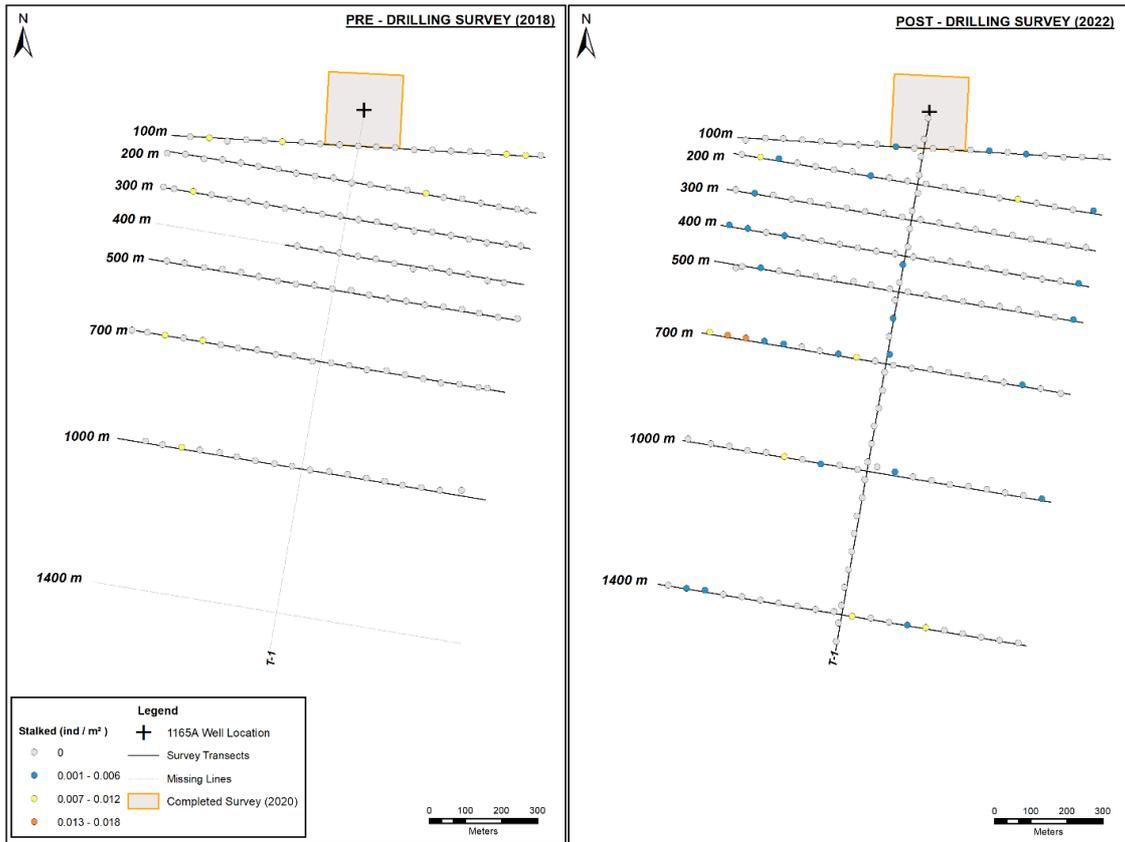 N
PRE - DRILLING SURVEY (2018)
100m
200 m
300 m
400 m
500 m
700 m
1000 m
1400 m
T-1
Legend
Stalked (ind / m² )
0
0.001 - 0.006
0.007 - 0.012
0.013 - 0.018
1165A Well Location
Survey Transects
Missing Lines
Completed Survey (2020)
0 100 200 300
Meters
N
POST - DRILLING SURVEY (2022)
100m
200 m
300 m
400 m
500 m
700 m
1000 m
1400 m
T-1
0 100 200 300
Meters